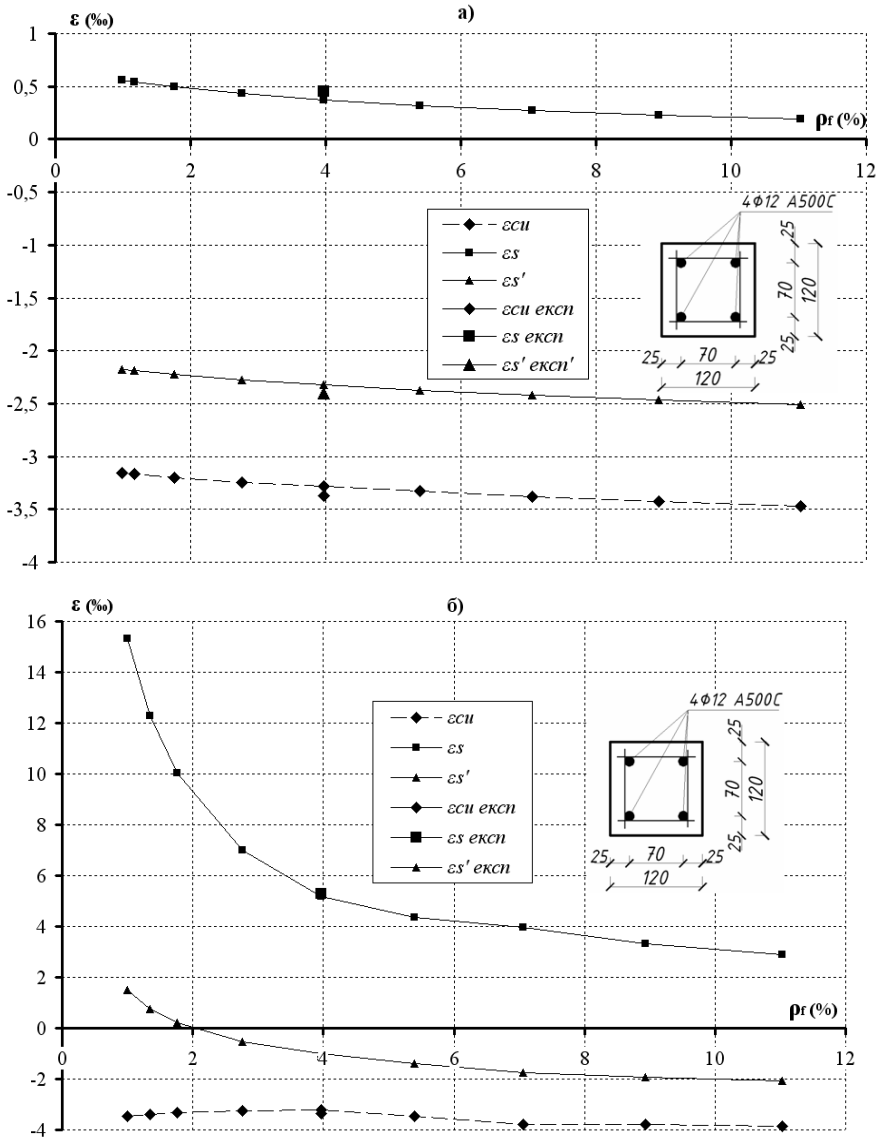 ε (‰)
а)
1
0,5
0
-0,5
-1
-1,5
-2
-2,5
-3
-3,5
-4
0 2 4 6 8 10 12
ρf (%)
εcu
εs
εs'
εcu експ
εs експ
εs' експ'
4Φ12 А500С
25
70
25
120
25 70 25
120
ε (‰)
б)
16
14
12
10
8
6
4
2
0
-2
-4
0 2 4 6 8 10 12
ρf (%)
εcu
εs
εs'
εcu експ
εs експ
εs' експ
4Φ12 А500С
25
70
25
120
25 70 25
120